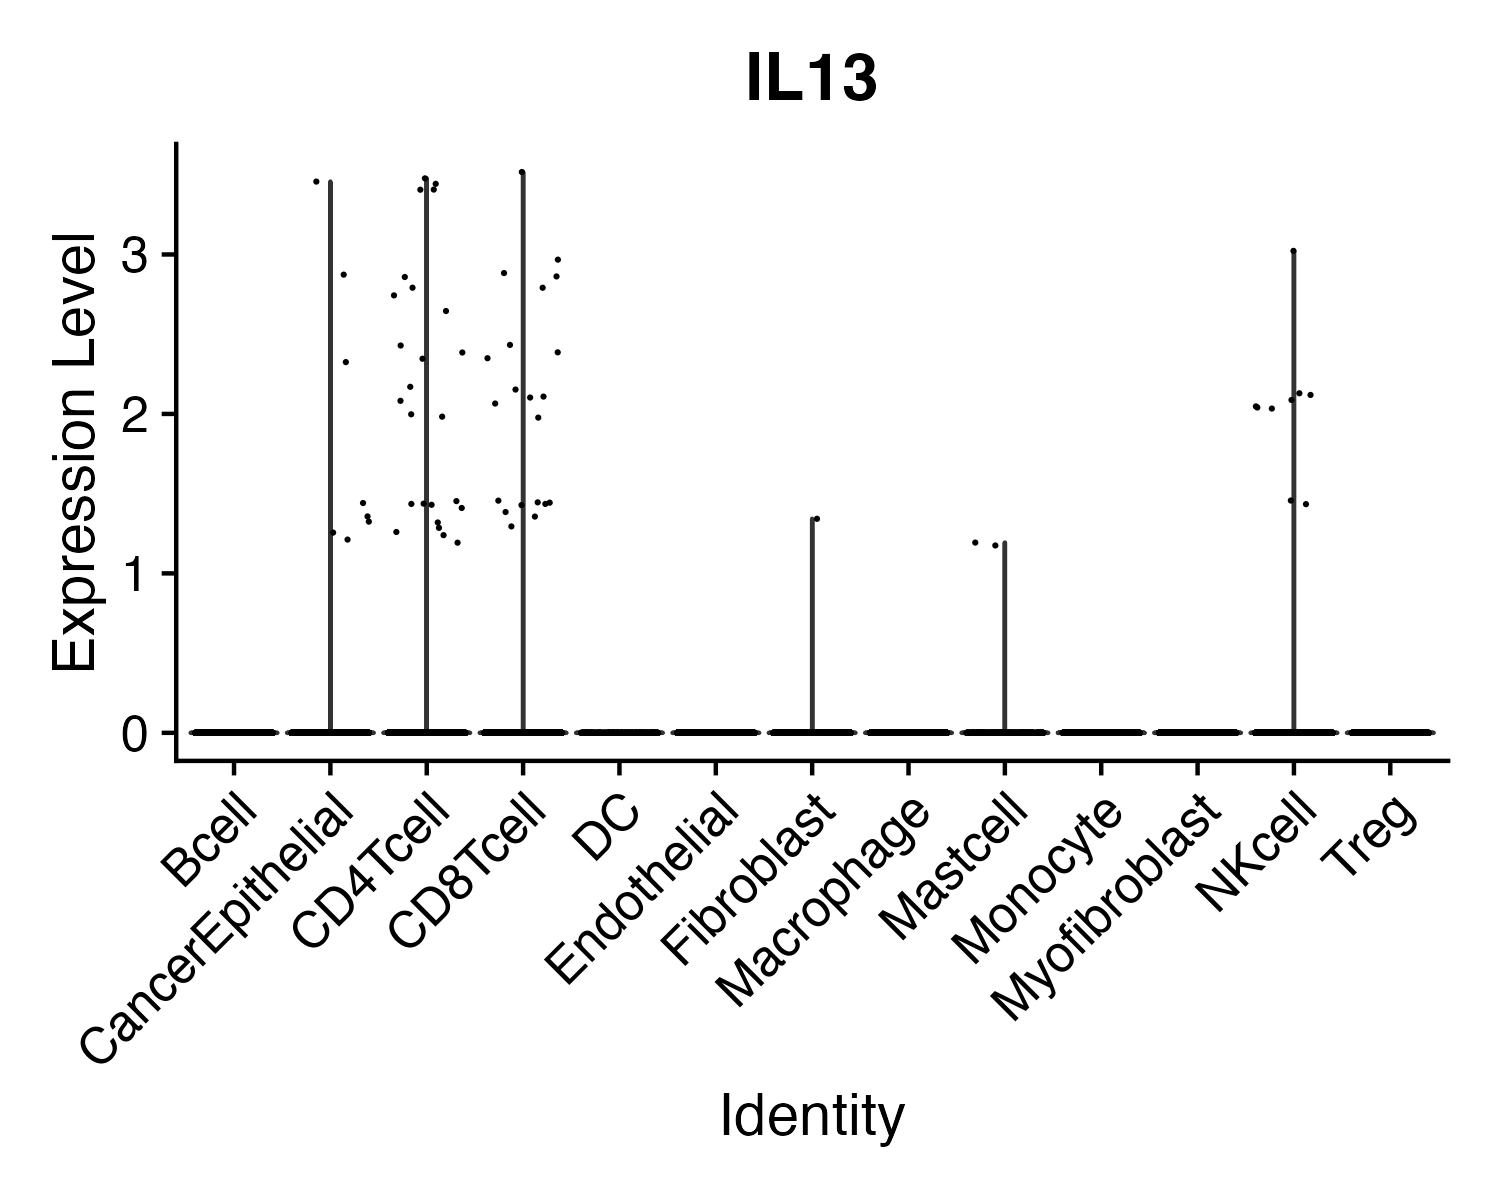 IL13
Expression Level
3
2
1
0
Bcell
CancerEpithelial
CD4Tcell
CD8Tcell
DC
Endothelial
Fibroblast
Macrophage
Mastcell
Monocyte
Myofibroblast
NKcell
Treg
Identity